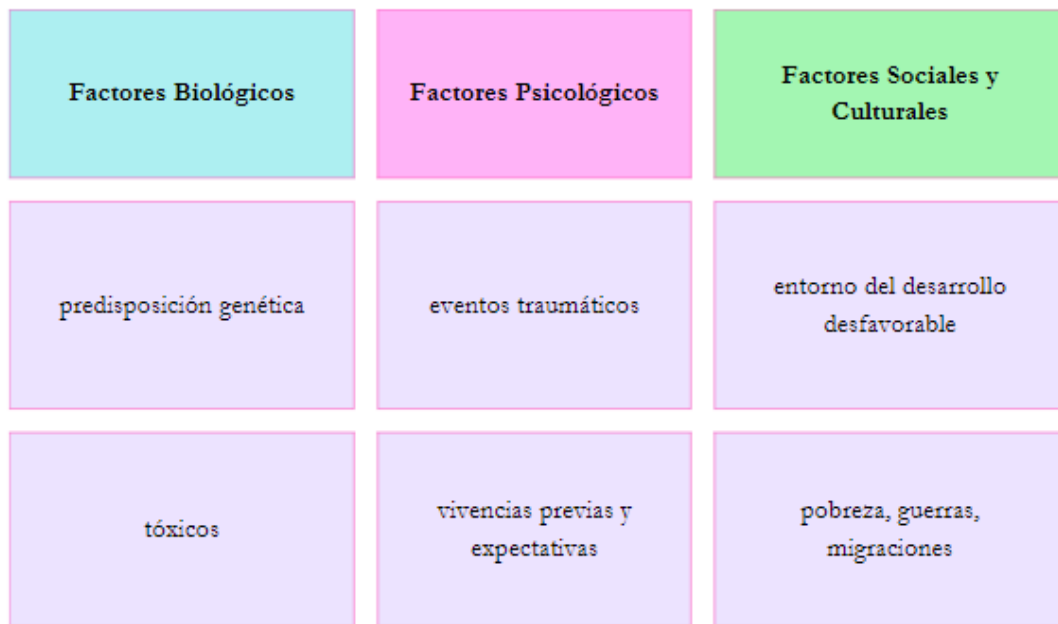 Factores Biológicos
Factores Psicológicos
Factores Sociales y
Culturales
predisposición genética
eventos traumáticos
entorno del desarrollo
desfavorable
tóxicos
vivencias previas y
expectativas
pobreza, guerras,
migraciones